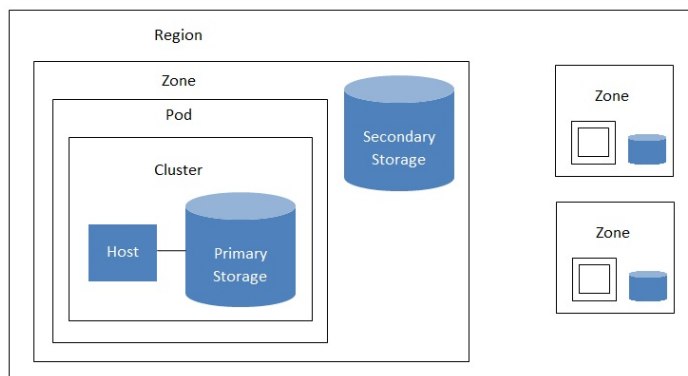 Region
Zone
Pod
Cluster
Host
Primary
Storage
Secondary
Storage
Zone
Zone